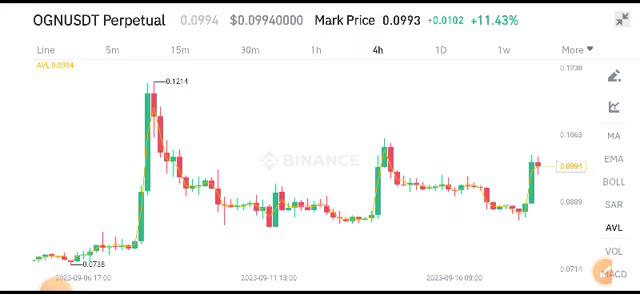 OGNUSDT Perpetual 0.0994 $0.09940000 Mark Price 0.0993 +0.0102 +11.43%
Line 5m 15m 30m 1h 4h 1D 1w More
AVL 0.0994
0.1238
0.1214
0.1063
MA
BINANCE
EMA
0.0994
BOLL
0.0889
SAR
AVL
VOL
0.0738
0.0714
MACD
2023-09-06 17:00 2023-09-11 13:00 2023-09-16 09:00